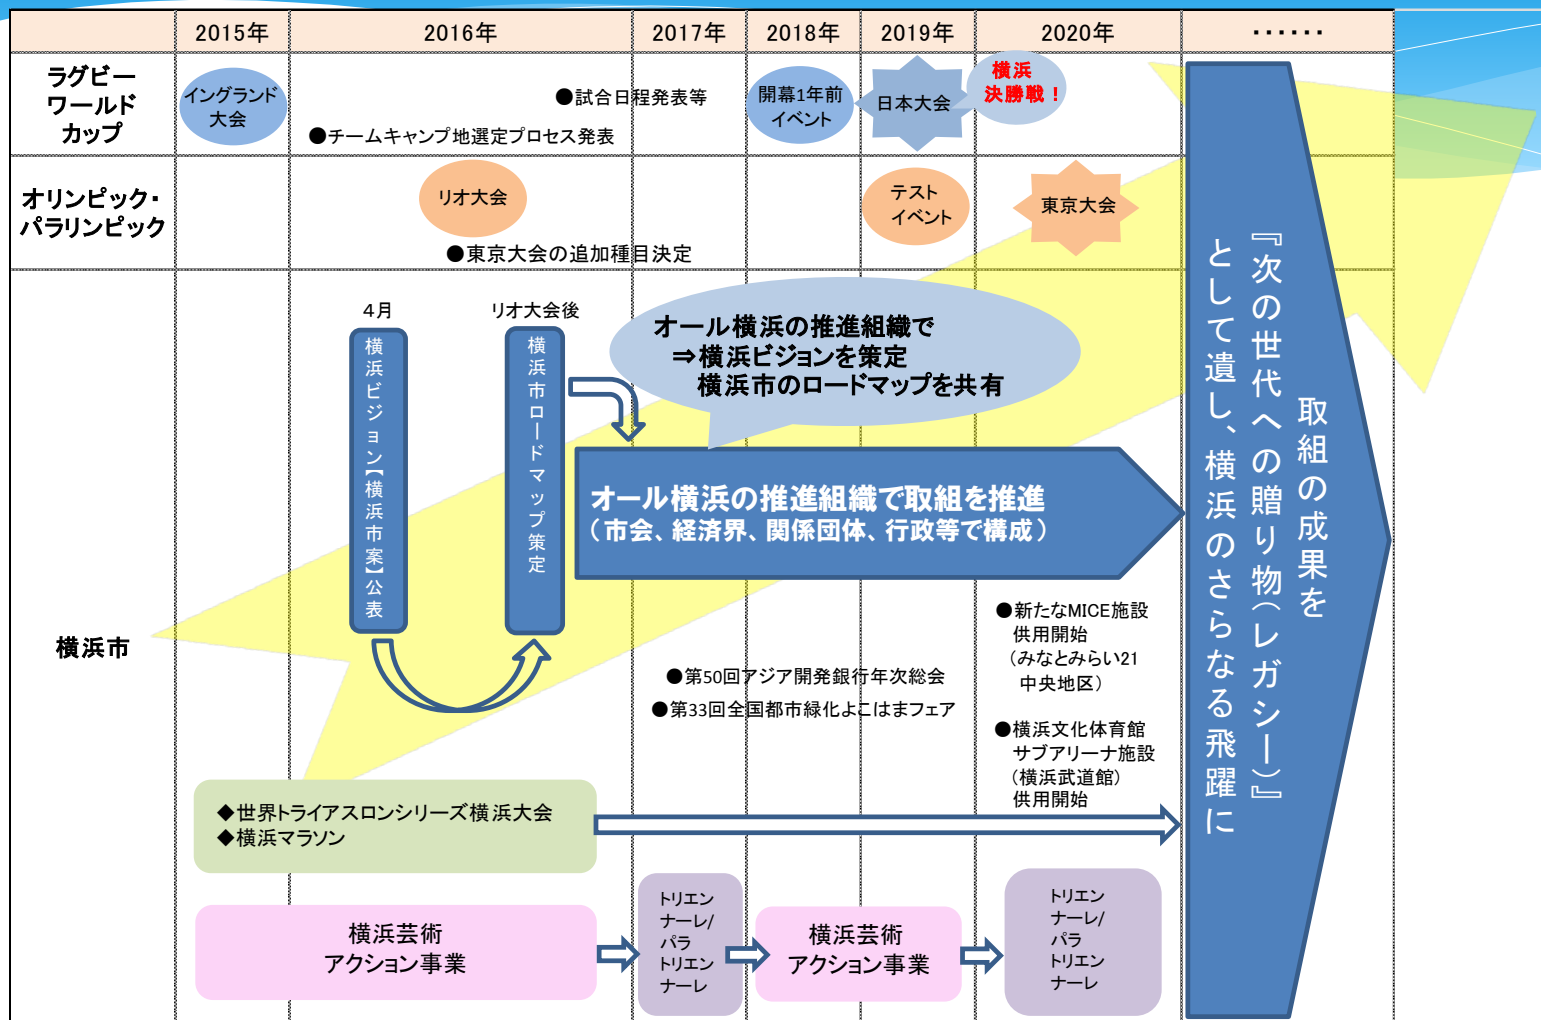 2015年
2016年
2017年
2018年
2019年
2020年
・・・・・・
ラグビー
ワールド
カップ
イングランド
大会
●試合日程発表等
●チームキャンプ地選定プロセス発表
開幕1年前
イベント
日本大会
横浜
決勝戦！
オリンピック・
パラリンピック
リオ大会
●東京大会の追加種目決定
テスト
イベント
東京大会
横浜市
4月
横浜ビジョン【横浜市案】公表
リオ大会後
横浜市ロードマップ策定
オール横浜の推進組織で
⇒横浜ビジョンを策定
横浜市のロードマップを共有
オール横浜の推進組織で取組を推進
（市会、経済界、関係団体、行政等で構成）
●第50回アジア開発銀行年次総会
●第33回全国都市緑化よこはまフェア
●新たなMICE施設
供用開始
（みなとみらい21
中央地区）
●横浜文化体育館
サブアリーナ施設
（横浜武道館）
供用開始
◆世界トライアスロンシリーズ横浜大会
◆横浜マラソン
横浜芸術
アクション事業
トリエン
ナーレ/
パラ
トリエン
ナーレ
横浜芸術
アクション事業
トリエン
ナーレ/
パラ
トリエン
ナーレ
取組の成果を
『次の世代への贈り物（レガシー）』
として遺し、横浜のさらなる飛躍に